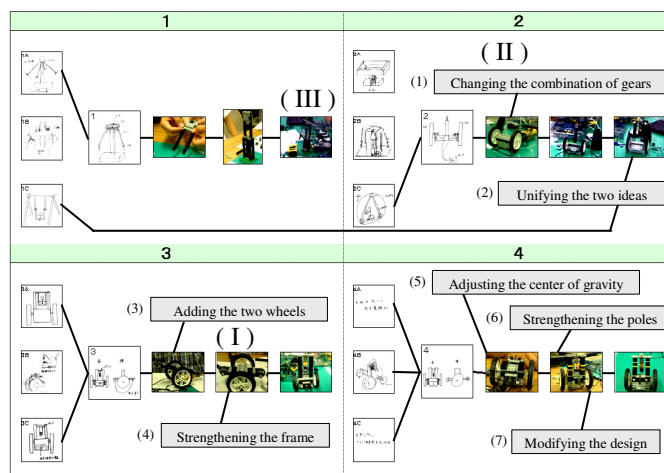 1
2
1A
1B
1C
1
( III )
2A
2B
2C
2
( II )
(1) Changing the combination of gears
(2) Unifying the two ideas
3
4
3A
3B
3C
3
(3) Adding the two wheels
( I )
(4) Strengthening the frame
4A
4B
4C
4
(5) Adjusting the center of gravity
(6) Strengthening the poles
(7) Modifying the design